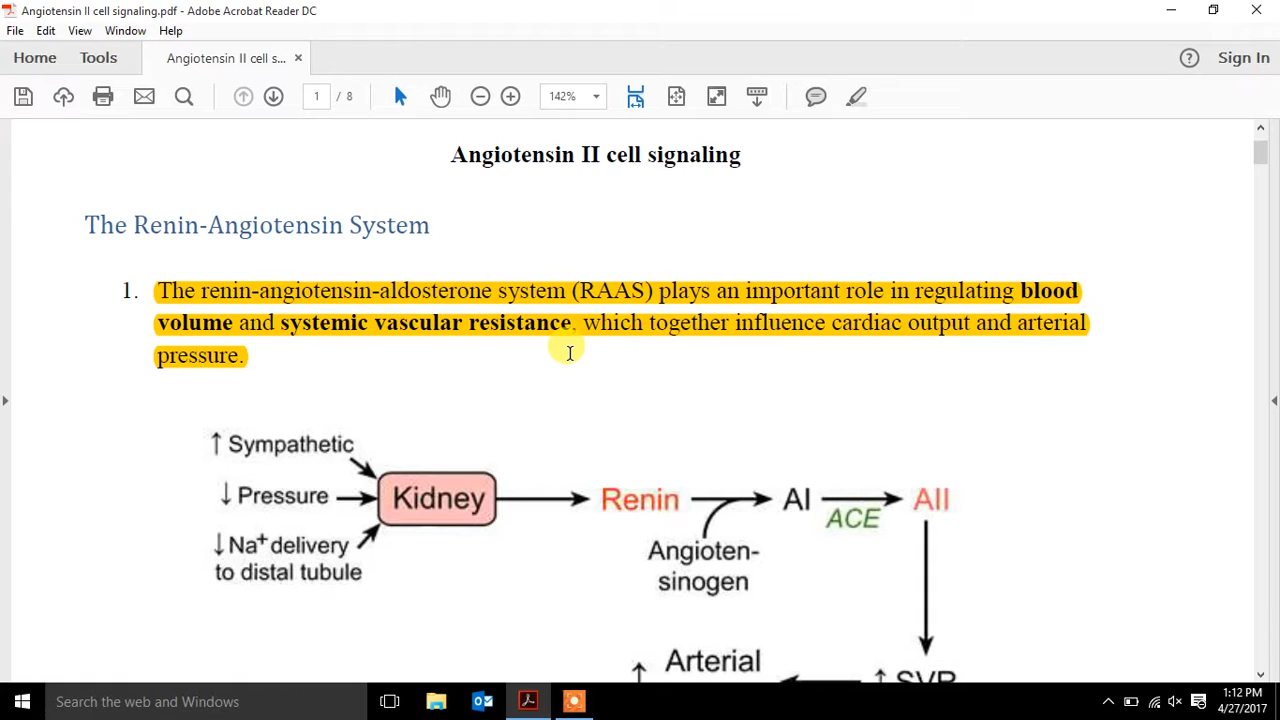 Angiotensin II cell signaling.pdf - Adobe Acrobat Reader DC
File Edit View Window Help
Home Tools Angiotensin II cell s... × Sign In
1 / 8 142%
Angiotensin II cell signaling
The Renin-Angiotensin System
1. The renin-angiotensin-aldosterone system (RAAS) plays an important role in regulating blood
volume and systemic vascular resistance, which together influence cardiac output and arterial
pressure.
↑ Sympathetic
↓ Pressure
↓ Na+ delivery
to distal tubule
Kidney
Renin
Angioten-
sinogen
AI
ACE
AII
↑ Arterial
↑ SVR
Search the web and Windows
1:12 PM
4/27/2017